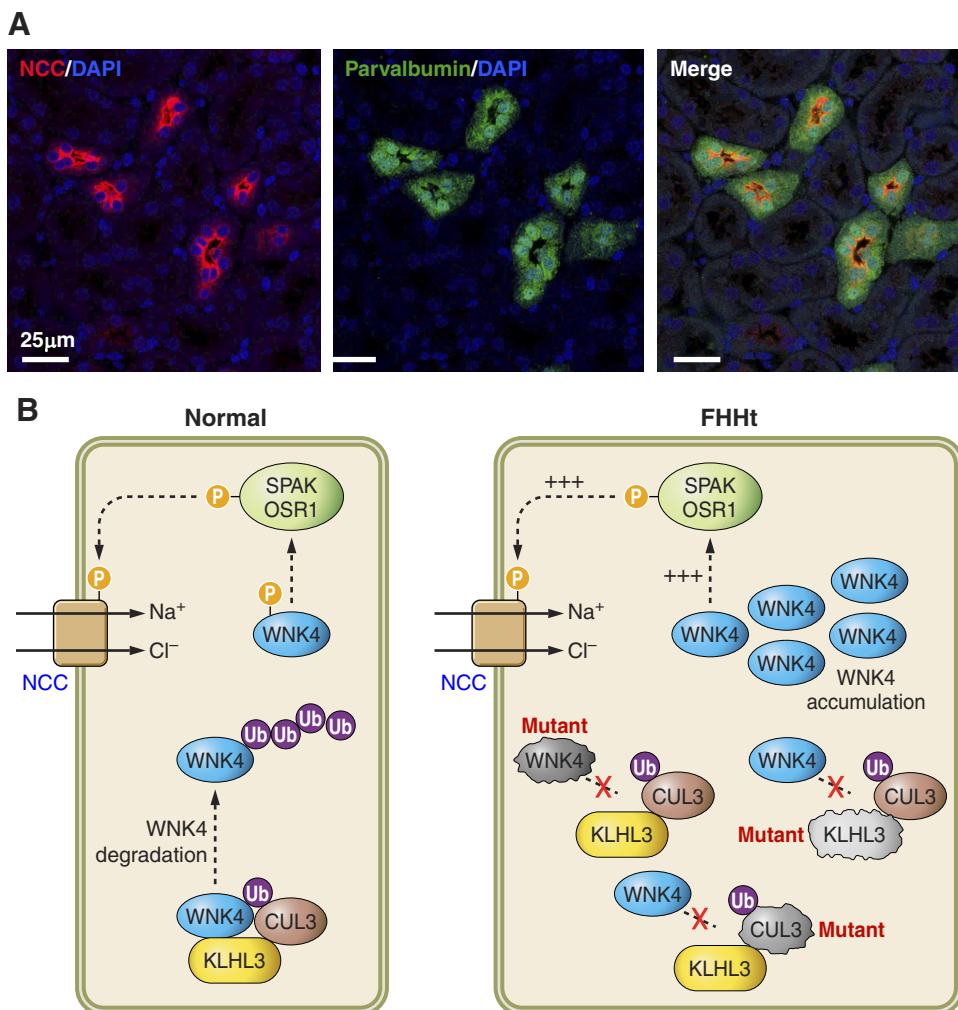 A
NCC/DAPI
Parvalbumin/DAPI
Merge
25μm
B
Normal
SPAK
OSR1
P
P
P
WNK4
Na⁺
Cl⁻
NCC
Ub
Ub
Ub
Ub
WNK4
WNK4
degradation
Ub
WNK4
CUL3
KLHL3
FHHt
+++
P
SPAK
OSR1
P
+++
WNK4
WNK4
WNK4
WNK4
WNK4
WNK4
accumulation
Na⁺
Cl⁻
NCC
Mutant
WNK4
X
Ub
CUL3
KLHL3
WNK4
X
Ub
CUL3
Mutant
KLHL3
WNK4
X
Ub
CUL3
Mutant
KLHL3